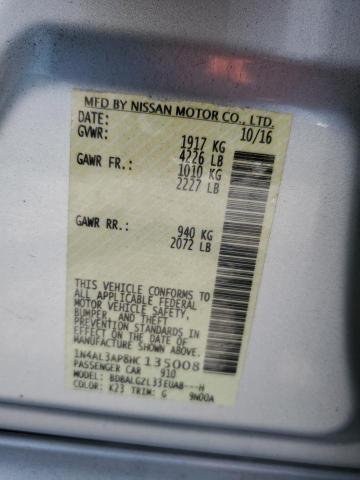 MFD BY NISSAN MOTOR CO., LTD.
DATE: 10/16
GVWR: 1917 KG
4226 LB
GAWR FR.: 1010 KG
2227 LB
GAWR RR.: 940 KG
2072 LB
THIS VEHICLE CONFORMS TO
ALL APPLICABLE FEDERAL
MOTOR VEHICLE SAFETY,
BUMPER, AND THEFT
PREVENTION STANDARDS IN
EFFECT ON THE DATE OF
MANUFACTURE SHOWN ABOVE.
1N4AL3AP8HC135008
PASSENGER CAR 910
MODEL: BDBALGZL33EUA8---H
COLOR: K23 TRIM: G 9N00A